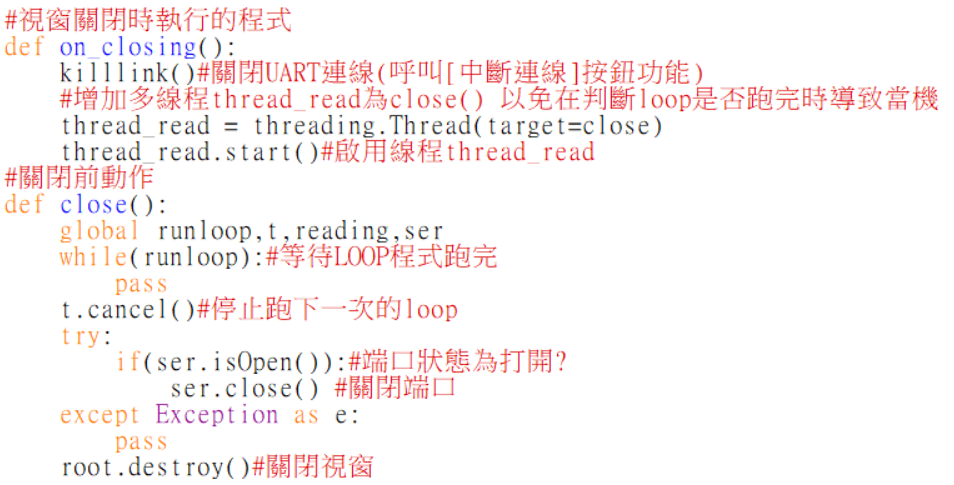 #視窗關閉時執行的程式
def on_closing():
    killlink()#關閉UART連線(呼叫[中斷連線]按鈕功能)
    #增加多線程thread_read為close() 以免在判斷loop是否跑完時導致當機
    thread_read = threading.Thread(target=close)
    thread_read.start()#啟用線程thread_read
#關閉前動作
def close():
    global runloop,t,reading,ser
    while(runloop):#等待LOOP程式跑完
        pass
    t.cancel()#停止跑下一次的loop
    try:
        if(ser.isOpen()):#端口狀態為打開?
            ser.close() #關閉端口
    except Exception as e:
        pass
    root.destroy()#關閉視窗